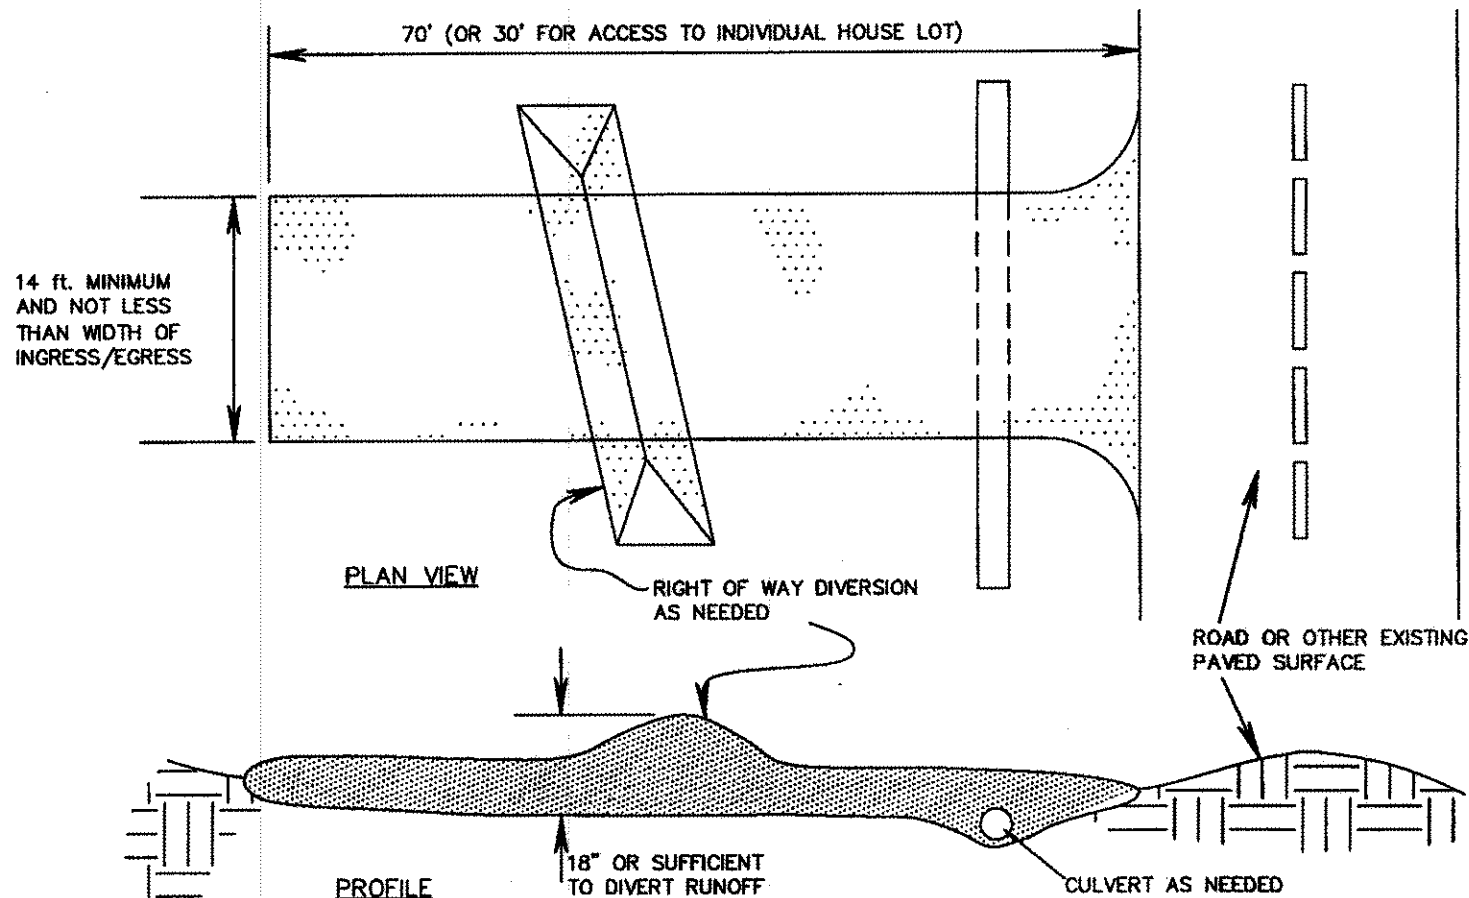 70' (OR 30' FOR ACCESS TO INDIVIDUAL HOUSE LOT)
14 ft. MINIMUM
AND NOT LESS
THAN WIDTH OF
INGRESS/EGRESS
PLAN VIEW
RIGHT OF WAY DIVERSION
AS NEEDED
ROAD OR OTHER EXISTING
PAVED SURFACE
18" OR SUFFICIENT
TO DIVERT RUNOFF
PROFILE
CULVERT AS NEEDED